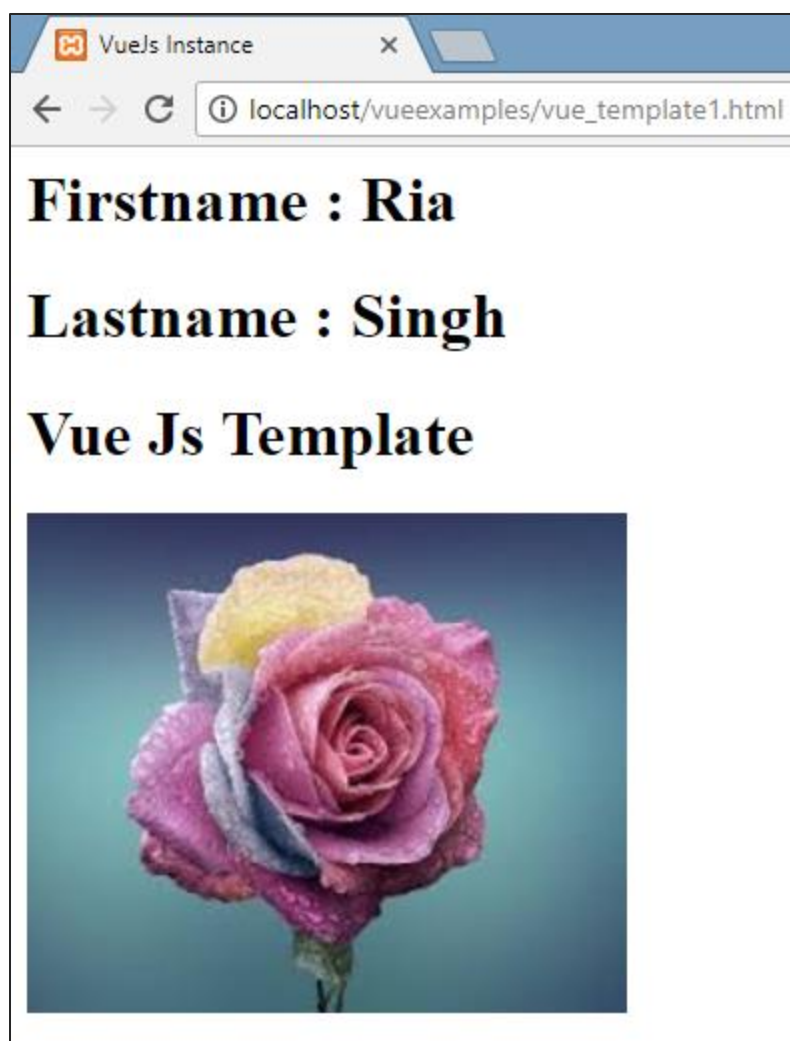 VueJs Instance
localhost/vueexamples/vue_template1.html
Firstname : Ria
Lastname : Singh
Vue Js Template